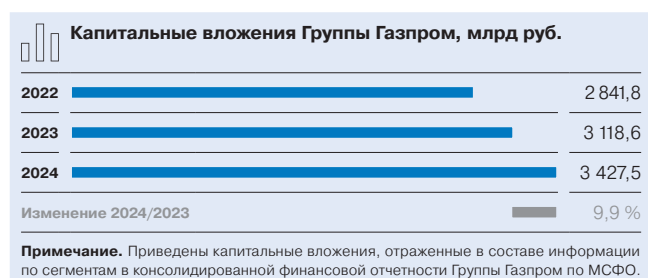 Капитальные вложения Группы Газпром, млрд руб.
2022 2 841,8
2023 3 118,6
2024 3 427,5
Изменение 2024/2023 9,9 %
Примечание. Приведены капитальные вложения, отраженные в составе информации
по сегментам в консолидированной финансовой отчетности Группы Газпром по МСФО.